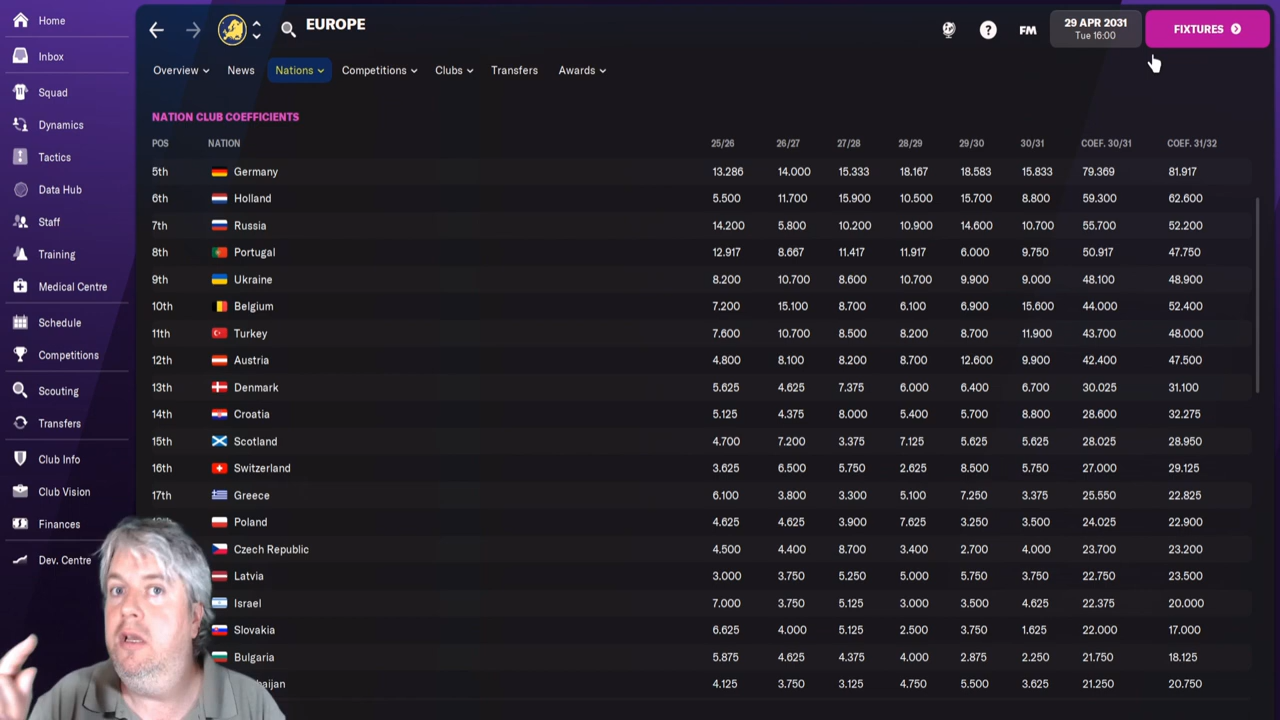 Home
Inbox
Squad
Dynamics
Tactics
Data Hub
Staff
Training
Medical Centre
Schedule
Competitions
Scouting
Transfers
Club Info
Club Vision
Finances
Dev. Centre
EUROPE
FM
29 APR 2031
Tue 16:00
FIXTURES
Overview News Nations Competitions Clubs Transfers Awards
NATION CLUB COEFFICIENTS
POS NATION 25/26 26/27 27/28 28/29 29/30 30/31 COEF. 30/31 COEF. 31/32
5th Germany 13.286 14.000 15.333 18.167 18.583 15.833 79.369 81.917
6th Holland 5.500 11.700 15.900 10.500 15.700 8.800 59.300 62.600
7th Russia 14.200 5.800 10.200 10.900 14.600 10.700 55.700 52.200
8th Portugal 12.917 8.667 11.417 11.917 6.000 9.750 50.917 47.750
9th Ukraine 8.200 10.700 8.600 10.700 9.900 9.000 48.100 48.900
10th Belgium 7.200 15.100 8.700 6.100 6.900 15.600 44.000 52.400
11th Turkey 7.600 10.700 8.500 8.200 8.700 11.900 43.700 48.000
12th Austria 4.800 8.100 8.200 8.700 12.600 9.900 42.400 47.500
13th Denmark 5.625 4.625 7.375 6.000 6.400 6.700 30.025 31.100
14th Croatia 5.125 4.375 8.000 5.400 5.700 8.800 28.600 32.275
15th Scotland 4.700 7.200 3.375 7.125 5.625 5.625 28.025 28.950
16th Switzerland 3.625 6.500 5.750 2.625 8.500 5.750 27.000 29.125
17th Greece 6.100 3.800 3.300 5.100 7.250 3.375 25.550 22.825
Poland 4.625 4.625 3.900 7.625 3.250 3.500 24.025 22.900
Czech Republic 4.500 4.400 8.700 3.400 2.700 4.000 23.700 23.200
Latvia 3.000 3.750 5.250 5.000 5.750 3.750 22.750 23.500
Israel 7.000 3.750 5.125 3.000 3.500 4.625 22.375 20.000
Slovakia 6.625 4.000 5.125 2.500 3.750 1.625 22.000 17.000
Bulgaria 5.875 4.625 4.375 4.000 2.875 2.250 21.750 18.125
4.125 3.750 3.125 4.750 5.500 3.625 21.250 20.750